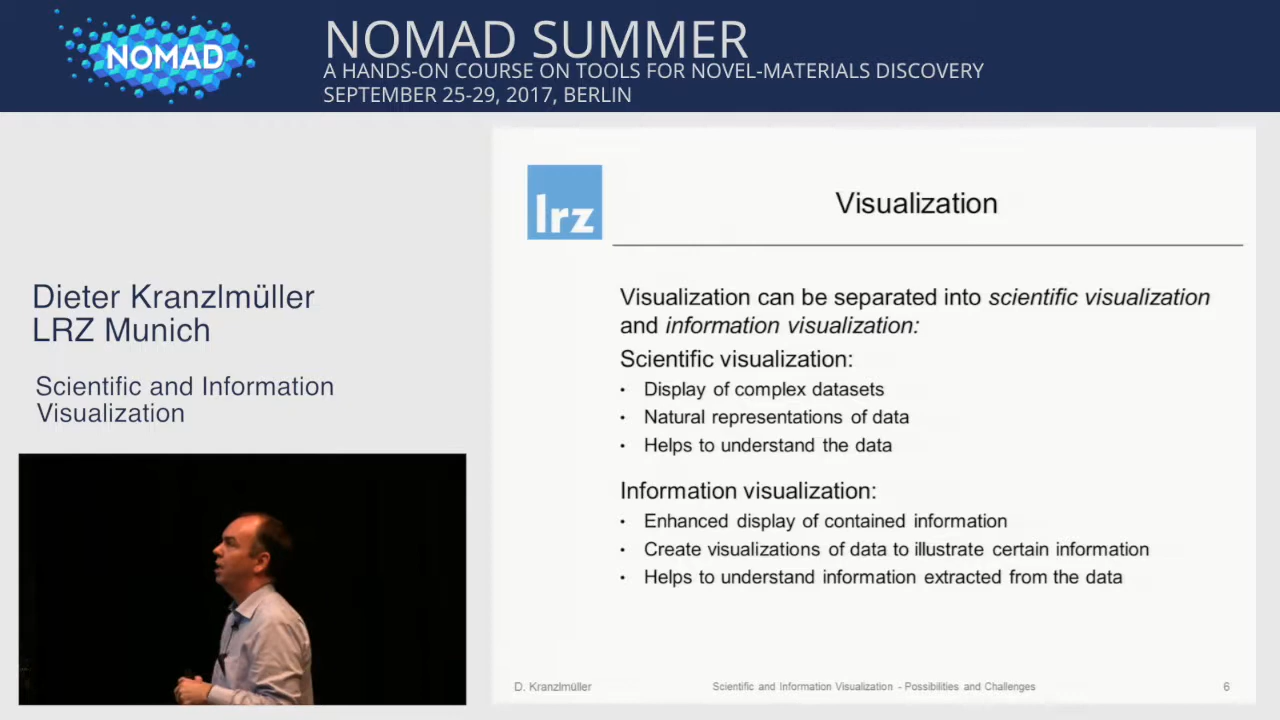 NOMAD
NOMAD SUMMER
A HANDS-ON COURSE ON TOOLS FOR NOVEL-MATERIALS DISCOVERY
SEPTEMBER 25-29, 2017, BERLIN
Dieter Kranzlmüller
LRZ Munich
Scientific and Information
Visualization
lrz
Visualization
Visualization can be separated into scientific visualization
and information visualization:
Scientific visualization:
• Display of complex datasets
• Natural representations of data
• Helps to understand the data
Information visualization:
• Enhanced display of contained information
• Create visualizations of data to illustrate certain information
• Helps to understand information extracted from the data
D. Kranzlmüller
Scientific and Information Visualization - Possibilities and Challenges
6